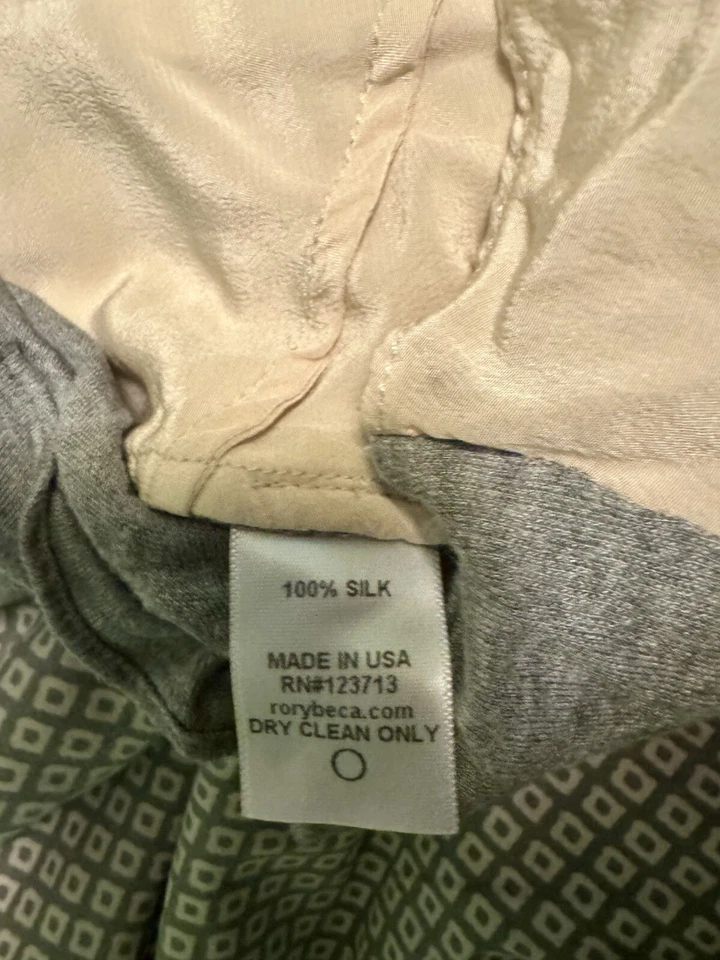 100% SILK
MADE IN USA
RN#123713
rorybeca.com
DRY CLEAN ONLY